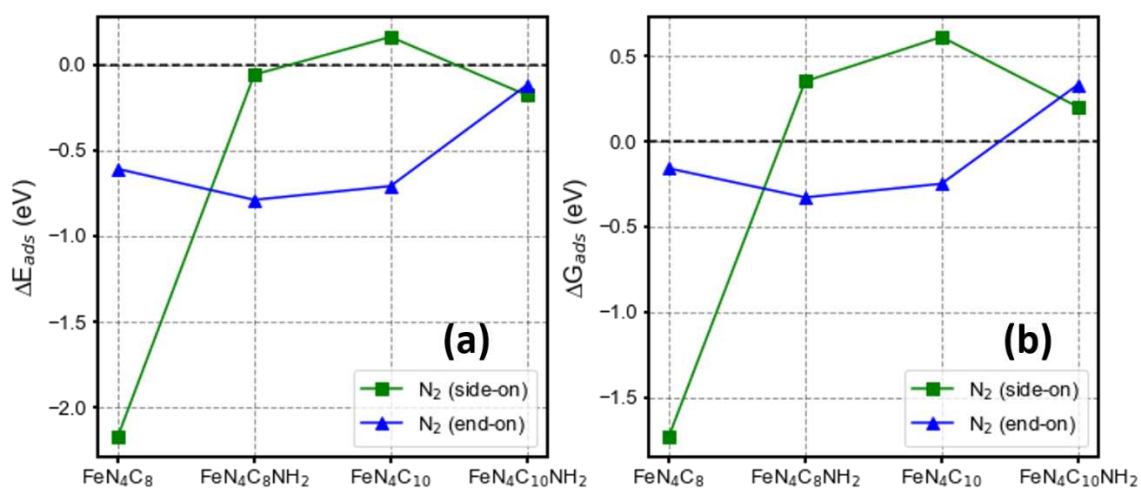 0.0
−0.5
−1.0
−1.5
−2.0
ΔE_ads (eV)
(a)
N₂ (side-on)
N₂ (end-on)
FeN₄C₈ FeN₄C₈NH₂ FeN₄C₁₀ FeN₄C₁₀NH₂
0.5
0.0
−0.5
−1.0
−1.5
ΔG_ads (eV)
(b)
N₂ (side-on)
N₂ (end-on)
FeN₄C₈ FeN₄C₈NH₂ FeN₄C₁₀ FeN₄C₁₀NH₂